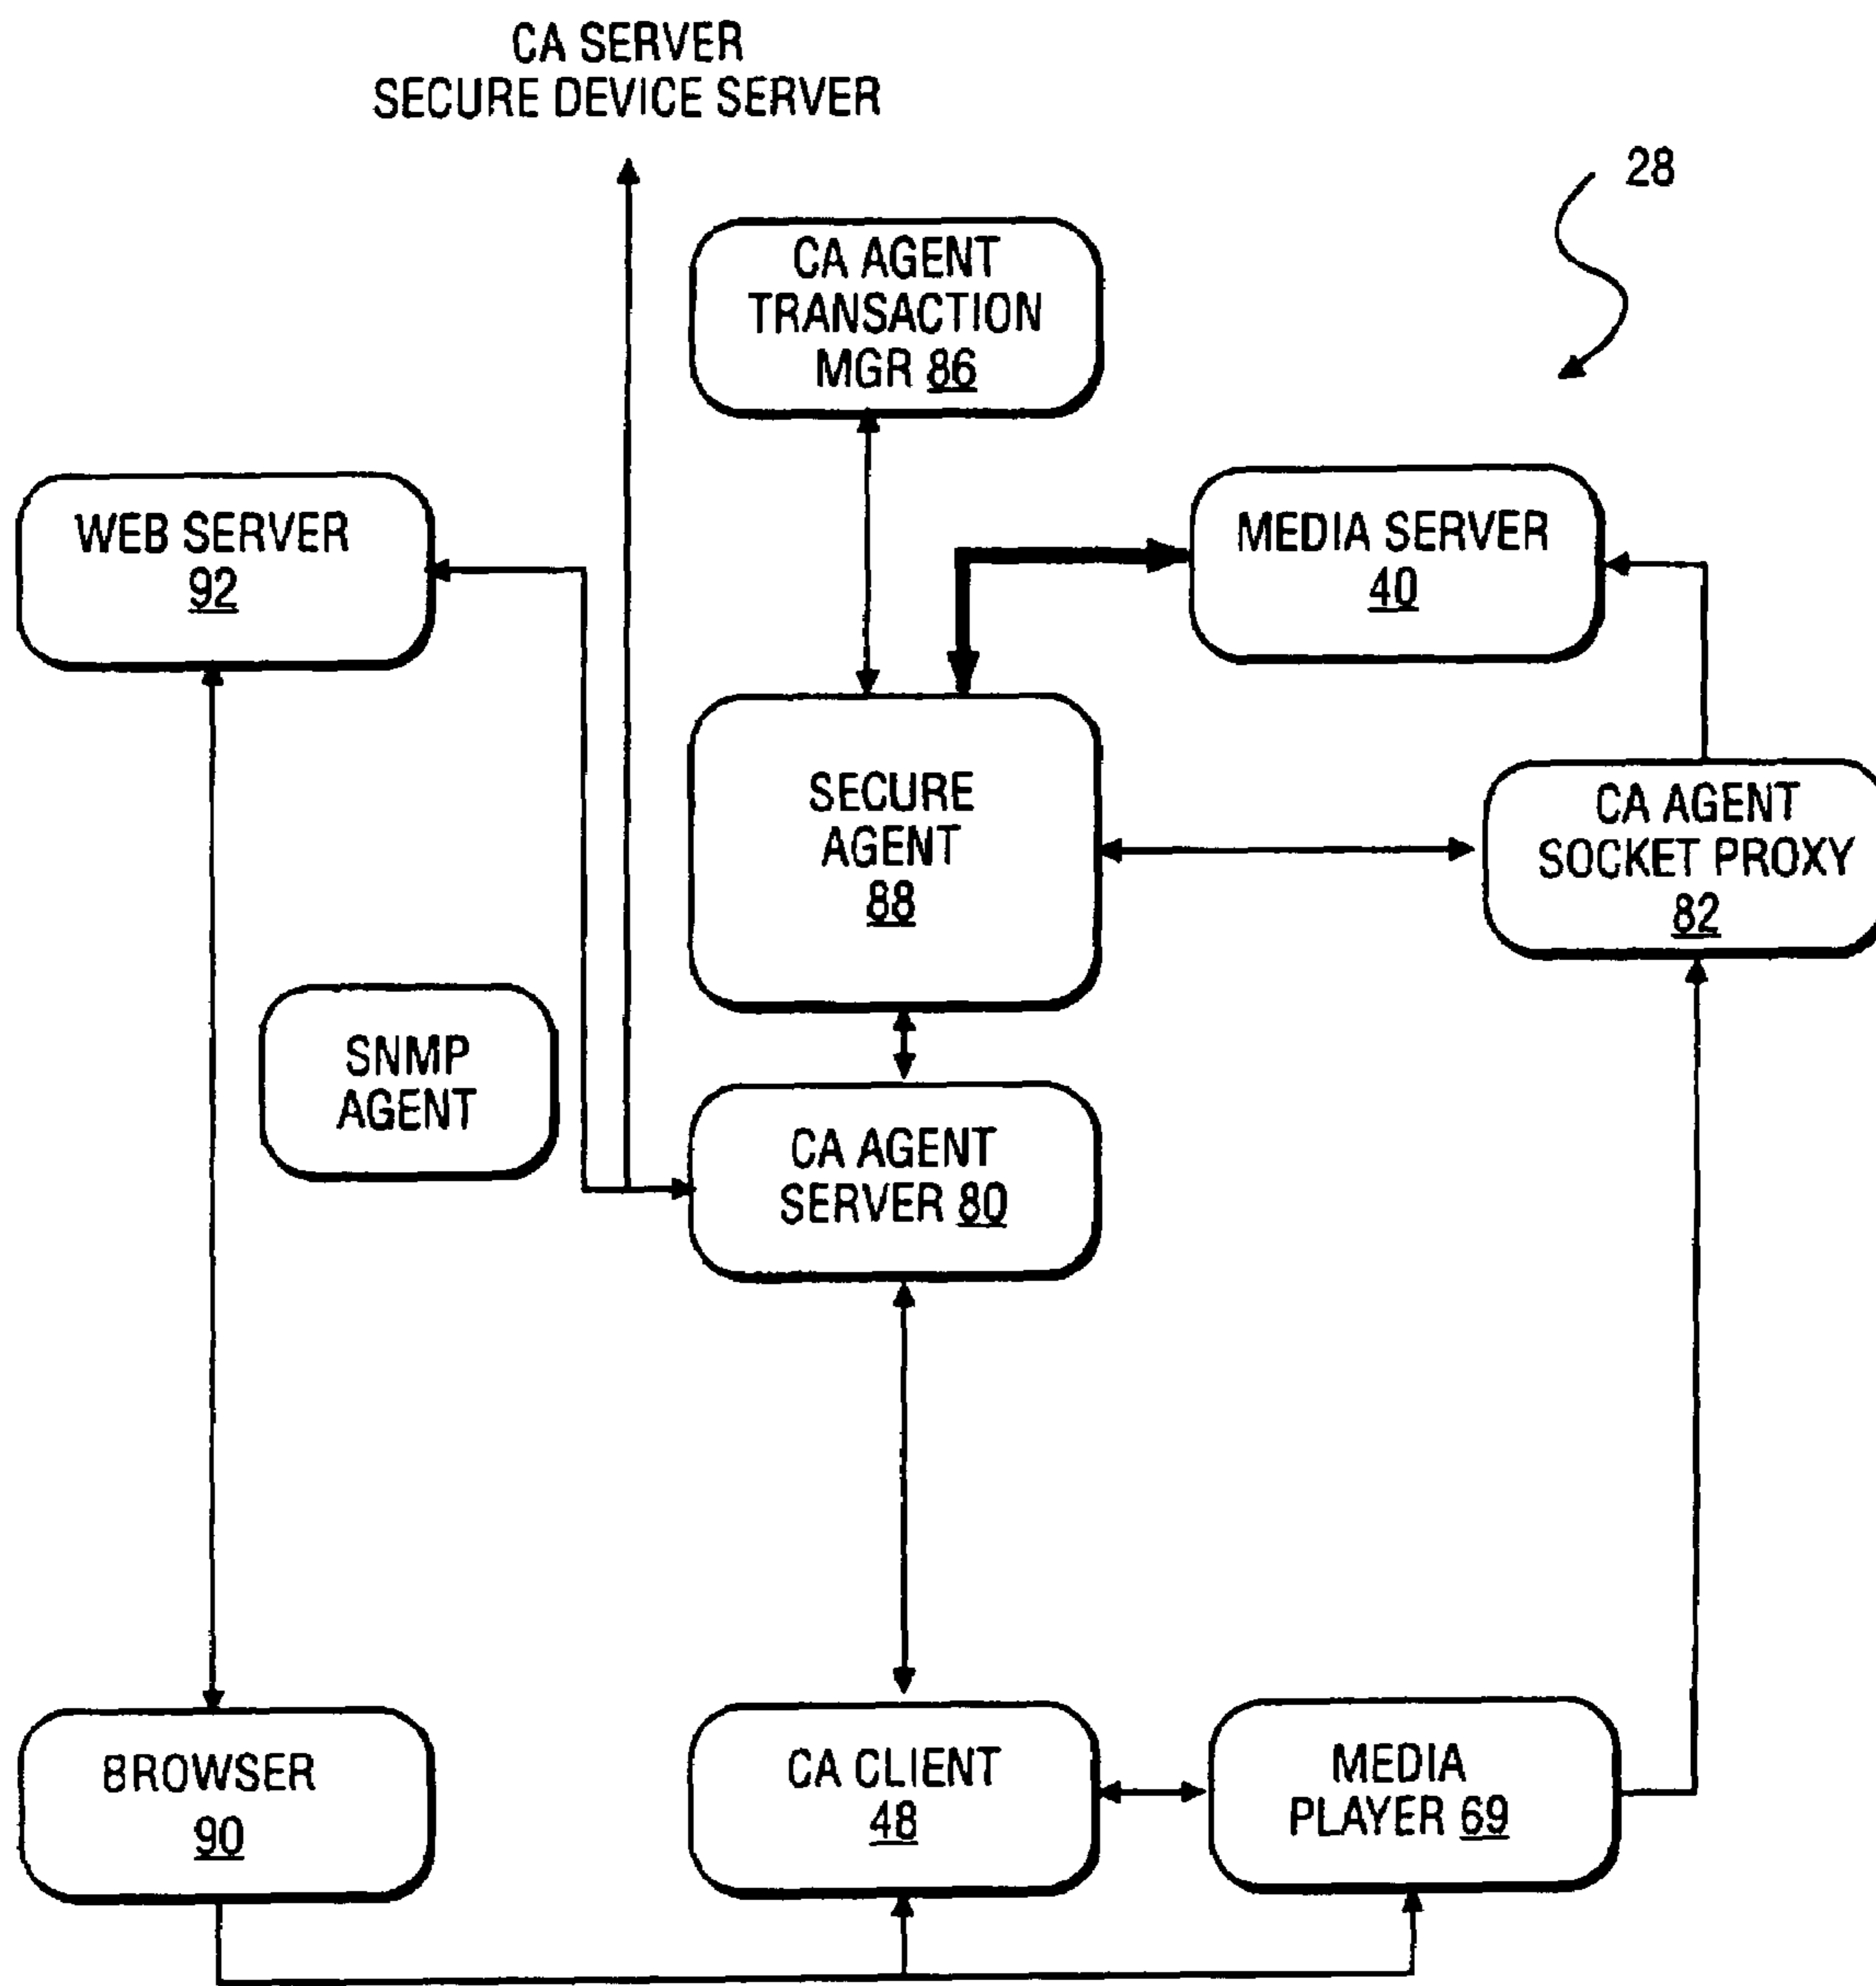 CA SERVER
SECURE DEVICE SERVER
28
CA AGENT
TRANSACTION
MGR 86
WEB SERVER
92
MEDIA SERVER
40
SECURE
AGENT
88
CA AGENT
SOCKET PROXY
82
SNMP
AGENT
CA AGENT
SERVER 80
BROWSER
90
CA CLIENT
48
MEDIA
PLAYER 69